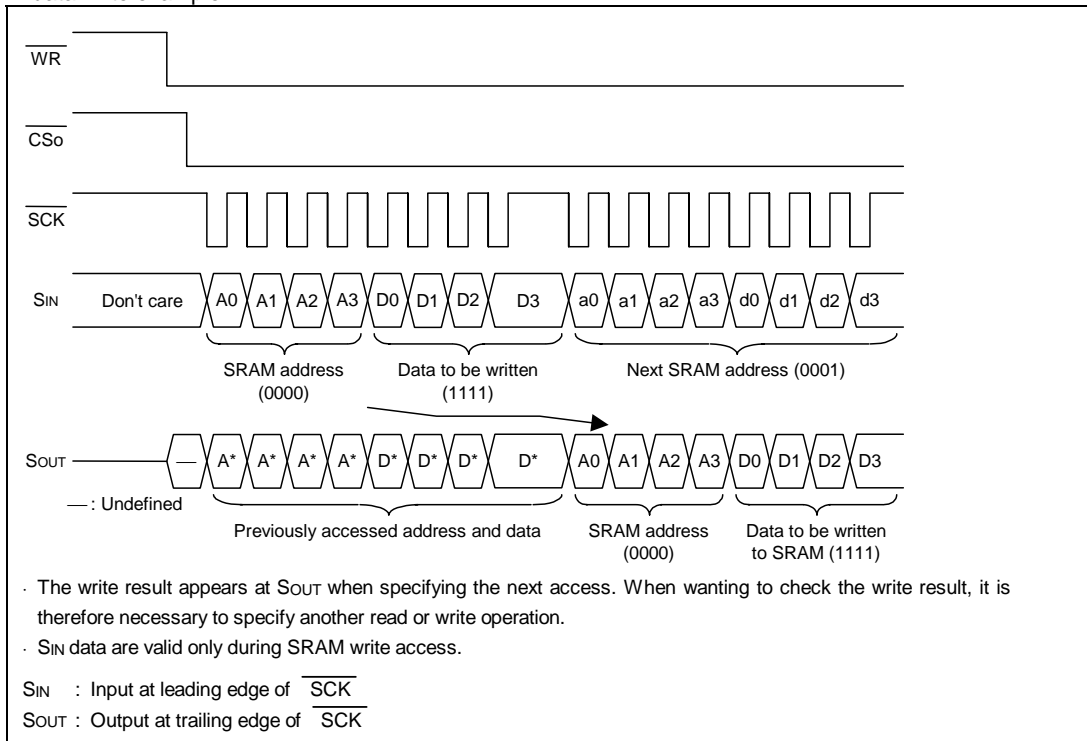 WR
CSo
SCK
SIN Don't care A0 A1 A2 A3 D0 D1 D2 D3 a0 a1 a2 a3 d0 d1 d2 d3
SRAM address Data to be written Next SRAM address (0001)
(0000) (1111)
SOUT — A* A* A* A* D* D* D* D* A0 A1 A2 A3 D0 D1 D2 D3
— : Undefined
Previously accessed address and data SRAM address Data to be written
(0000) to SRAM (1111)
· The write result appears at SOUT when specifying the next access. When wanting to check the write result, it is
therefore necessary to specify another read or write operation.
· SIN data are valid only during SRAM write access.
SIN : Input at leading edge of SCK
SOUT : Output at trailing edge of SCK